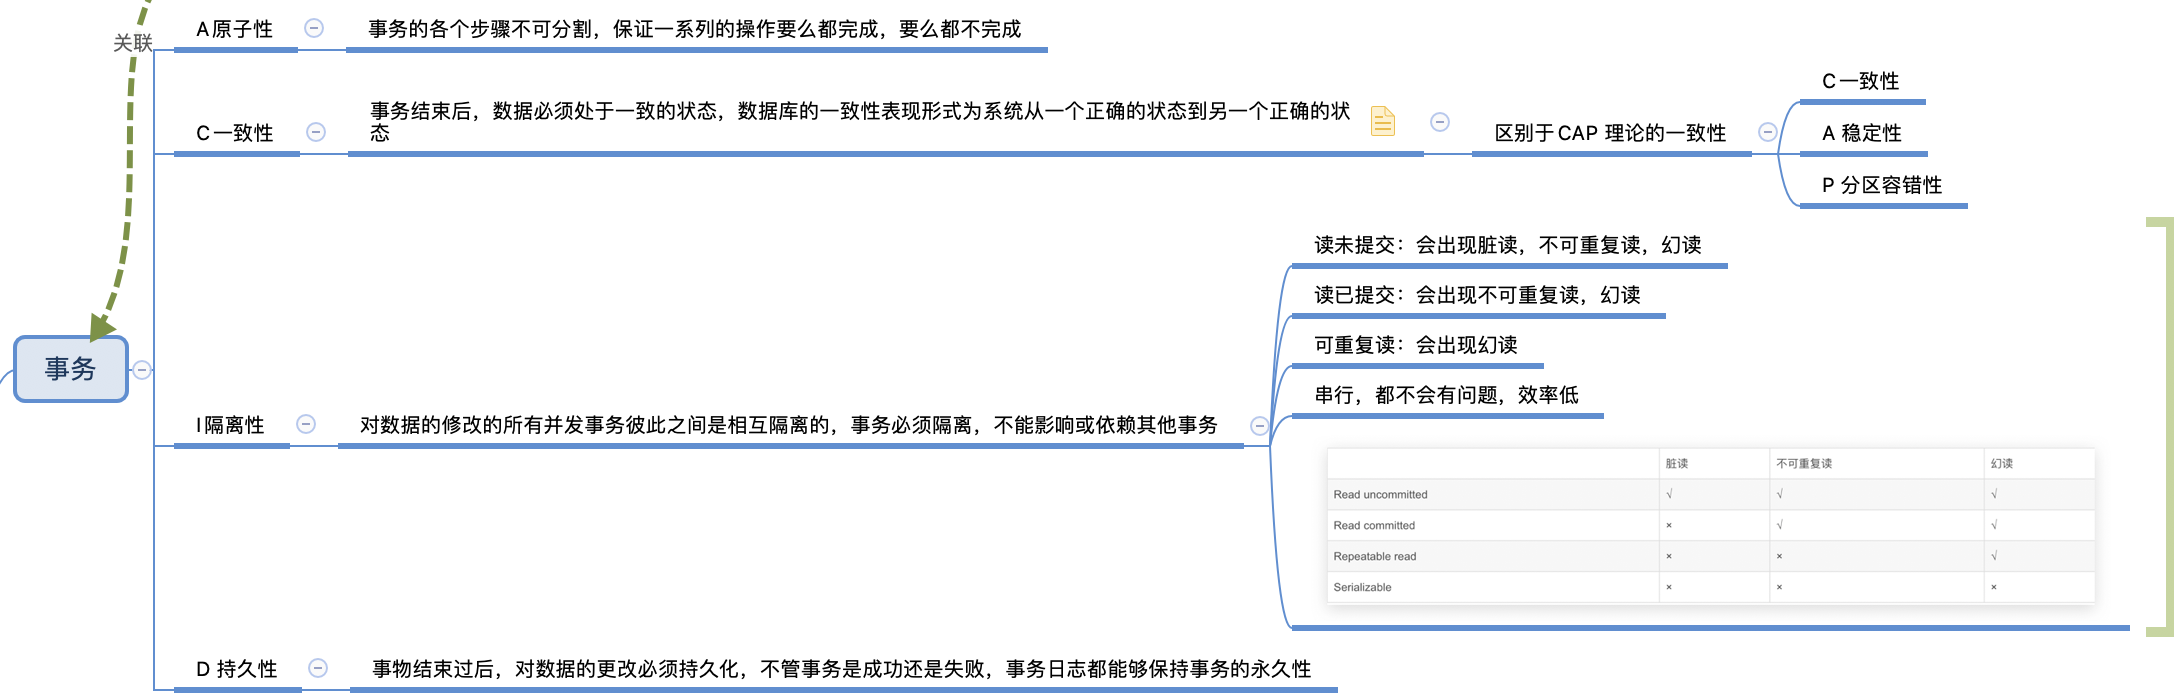 关联
事务
A原子性
事务的各个步骤不可分割，保证一系列的操作要么都完成，要么都不完成
C一致性
事务结束后，数据必须处于一致的状态，数据库的一致性表现形式为系统从一个正确的状态到另一个正确的状
态
区别于CAP 理论的一致性
C一致性
A 稳定性
P 分区容错性
I隔离性
对数据的修改的所有并发事务彼此之间是相互隔离的，事务必须隔离，不能影响或依赖其他事务
读未提交：会出现脏读，不可重复读，幻读
读已提交：会出现不可重复读，幻读
可重复读：会出现幻读
串行，都不会有问题，效率低
脏读 不可重复读 幻读
Read uncommitted √ √ √
Read committed × √ √
Repeatable read × × √
Serializable × × ×
D 持久性
事物结束过后，对数据的更改必须持久化，不管事务是成功还是失败，事务日志都能够保持事务的永久性